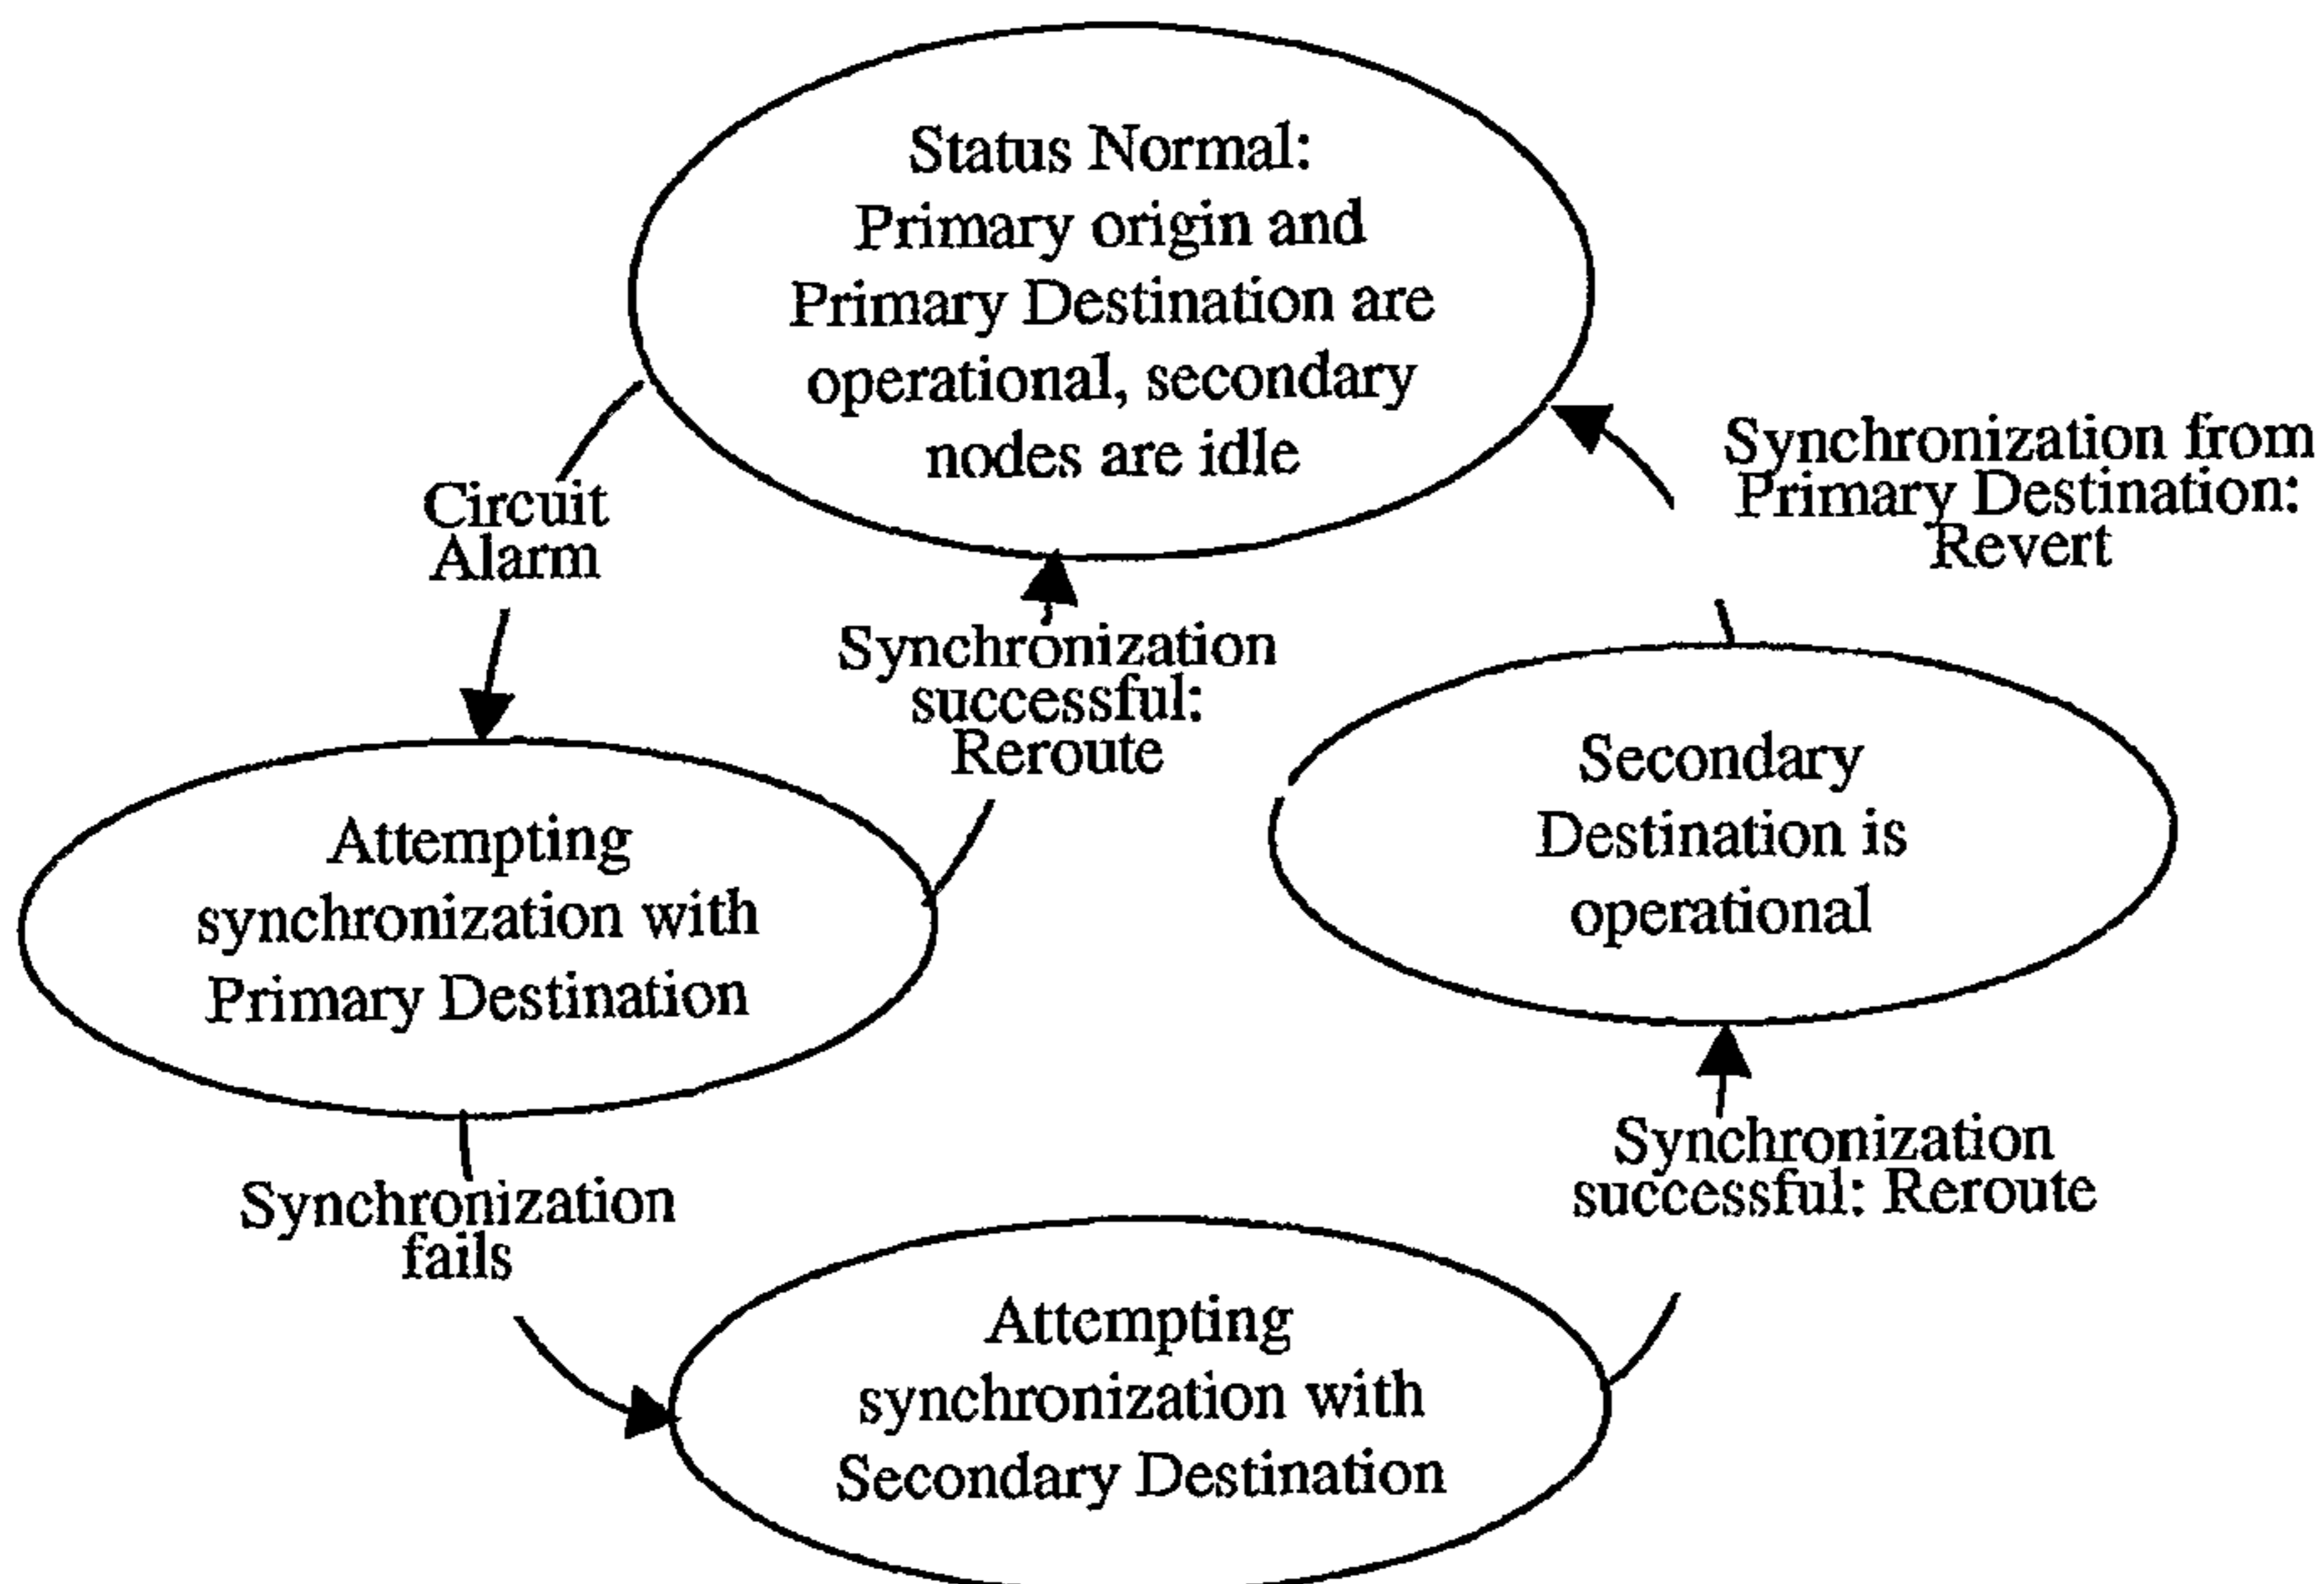 Status Normal:
Primary origin and
Primary Destination are
operational, secondary
nodes are idle
Circuit
Alarm
Synchronization from
Primary Destination:
Revert
Synchronization
successful:
Reroute
Attempting
synchronization with
Primary Destination
Secondary
Destination is
operational
Synchronization
fails
Synchronization
successful: Reroute
Attempting
synchronization with
Secondary Destination